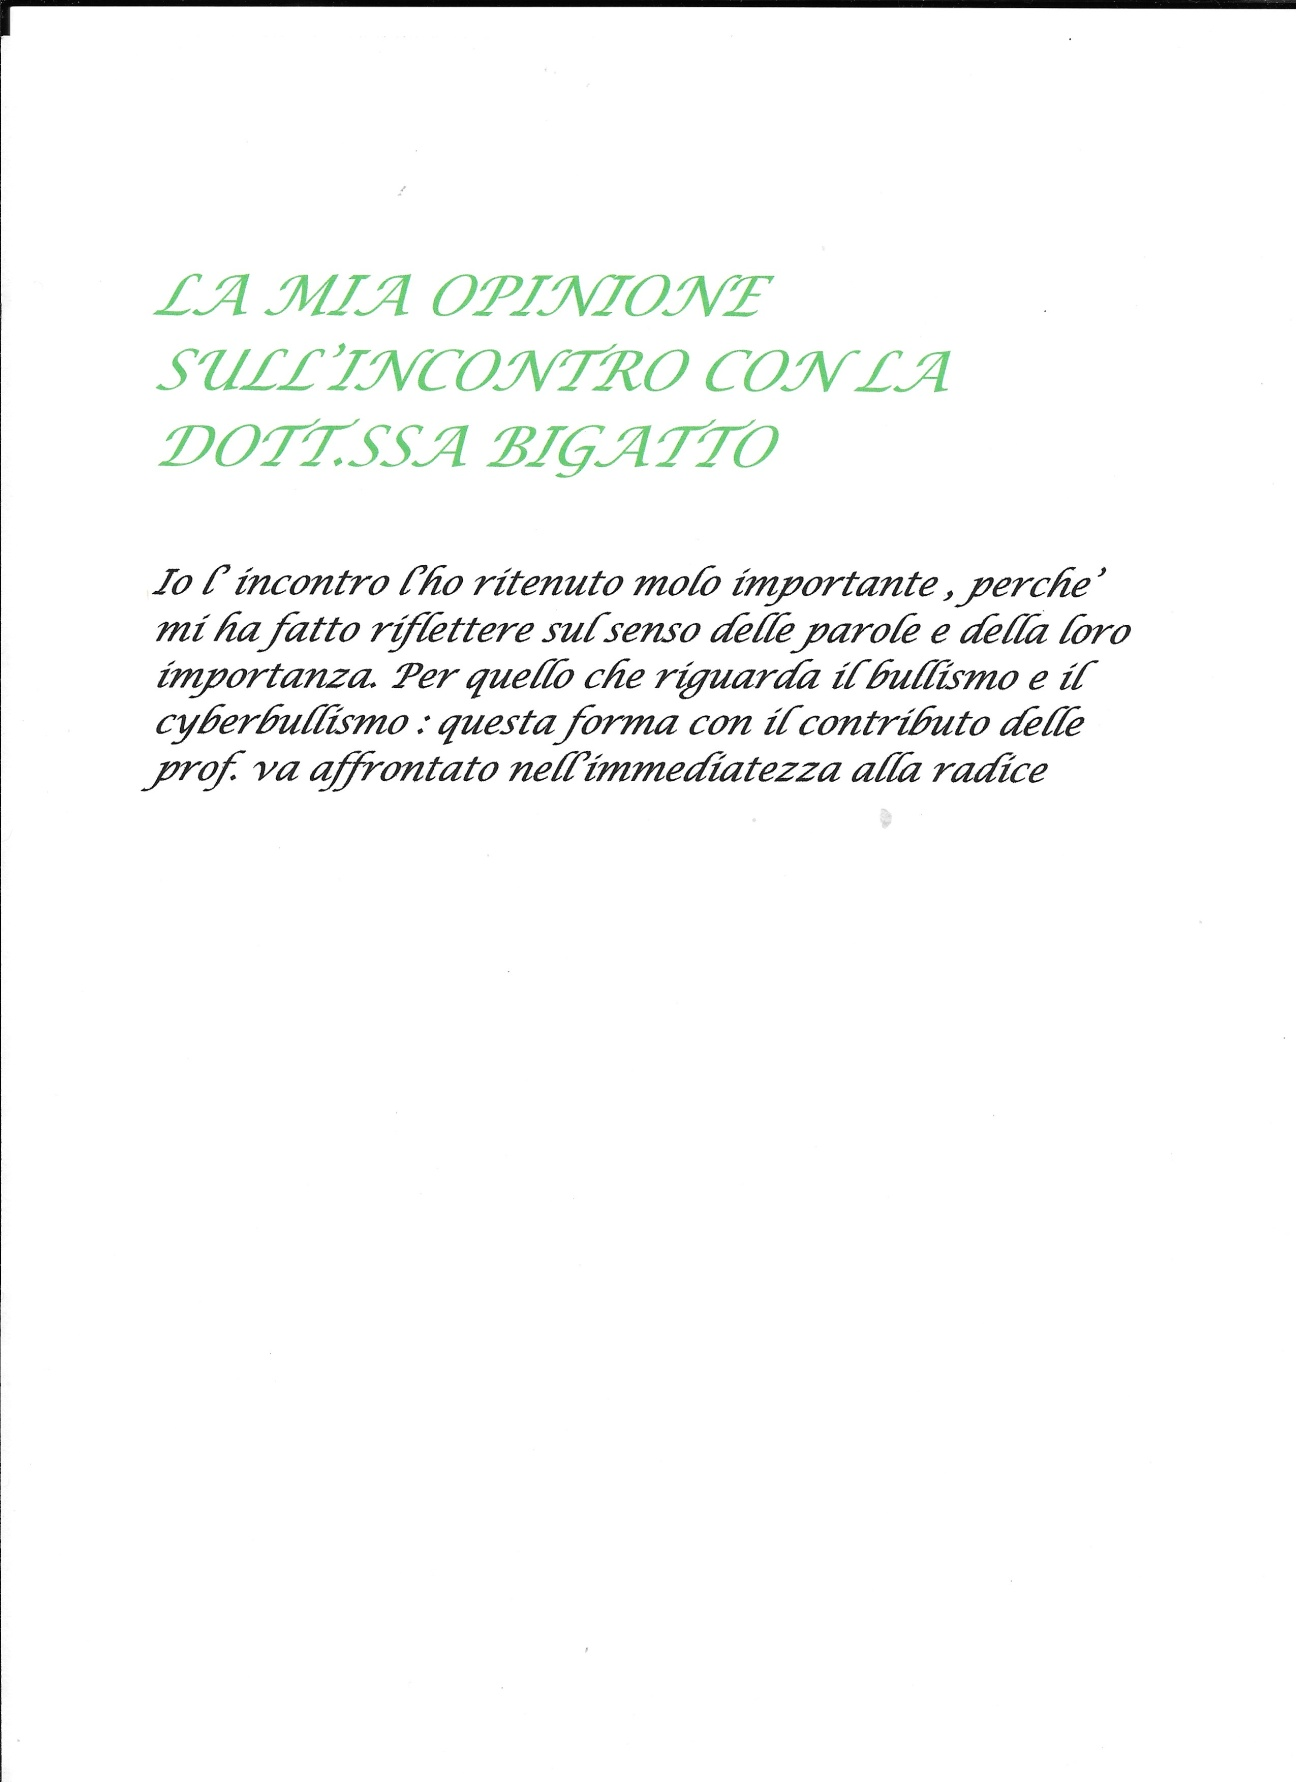 LA MIA OPINIONE
SULL'INCONTRO CON LA
DOTT.SSA BIGATTO
Io l' incontro l'ho ritenuto molo importante , perche'
mi ha fatto riflettere sul senso delle parole e della loro
importanza. Per quello che riguarda il bullismo e il
cyberbullismo : questa forma con il contributo delle
prof. va affrontato nell'immediatezza alla radice